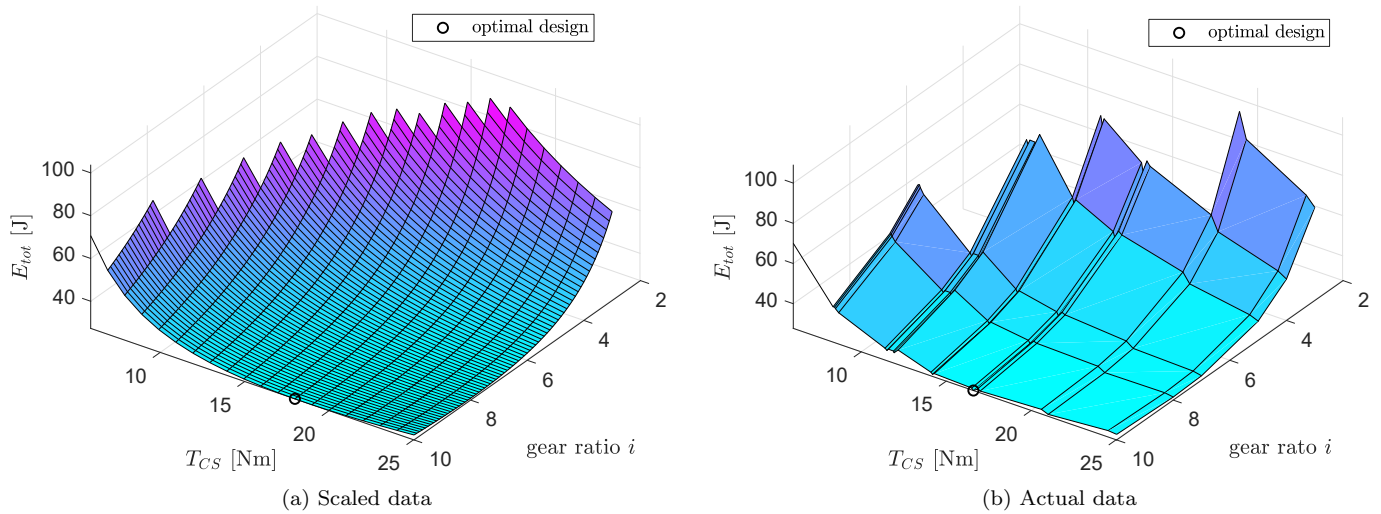 optimal design
100
80
60
40
E_tot [J]
10
15
20
25
T_CS [Nm]
2
4
6
8
10
gear ratio i
(a) Scaled data
optimal design
100
80
60
40
E_tot [J]
10
15
20
25
T_CS [Nm]
2
4
6
8
10
gear rato i
(b) Actual data